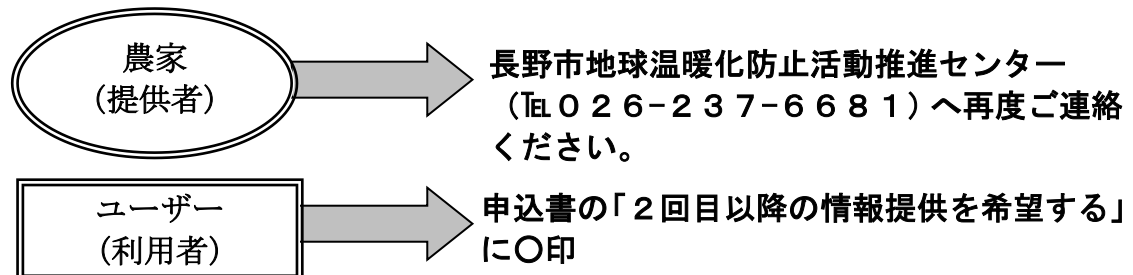 農家
(提供者)
長野市地球温暖化防止活動推進センター
(℡０２６-２３７-６６８１)へ再度ご連絡
ください。
ユーザー
(利用者)
申込書の「２回目以降の情報提供を希望する」
に〇印